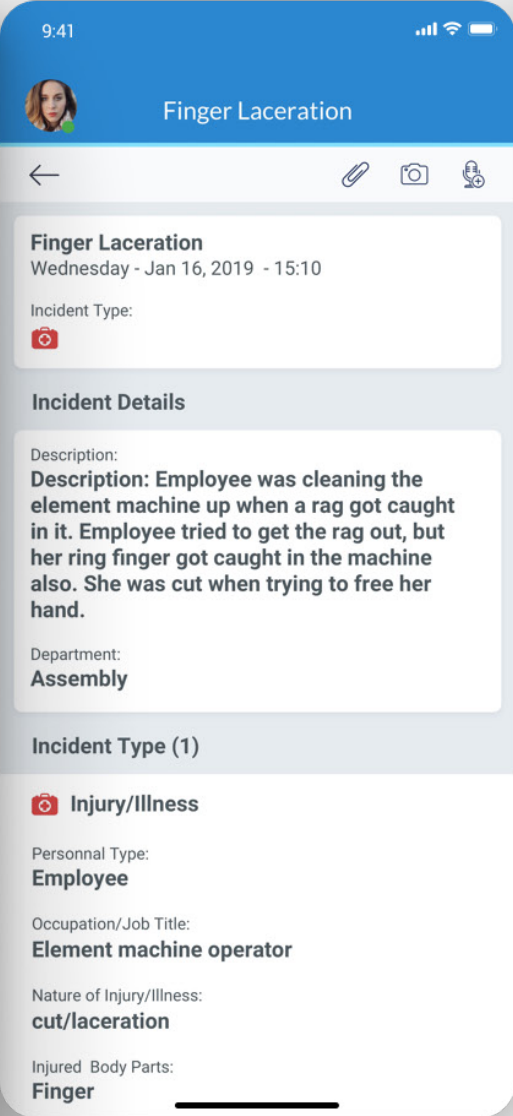 9:41
Finger Laceration
Finger Laceration
Wednesday - Jan 16, 2019 - 15:10
Incident Type:
Incident Details
Description:
Description: Employee was cleaning the
element machine up when a rag got caught
in it. Employee tried to get the rag out, but
her ring finger got caught in the machine
also. She was cut when trying to free her
hand.
Department:
Assembly
Incident Type (1)
Injury/Illness
Personnal Type:
Employee
Occupation/Job Title:
Element machine operator
Nature of Injury/Illness:
cut/laceration
Injured Body Parts:
Finger